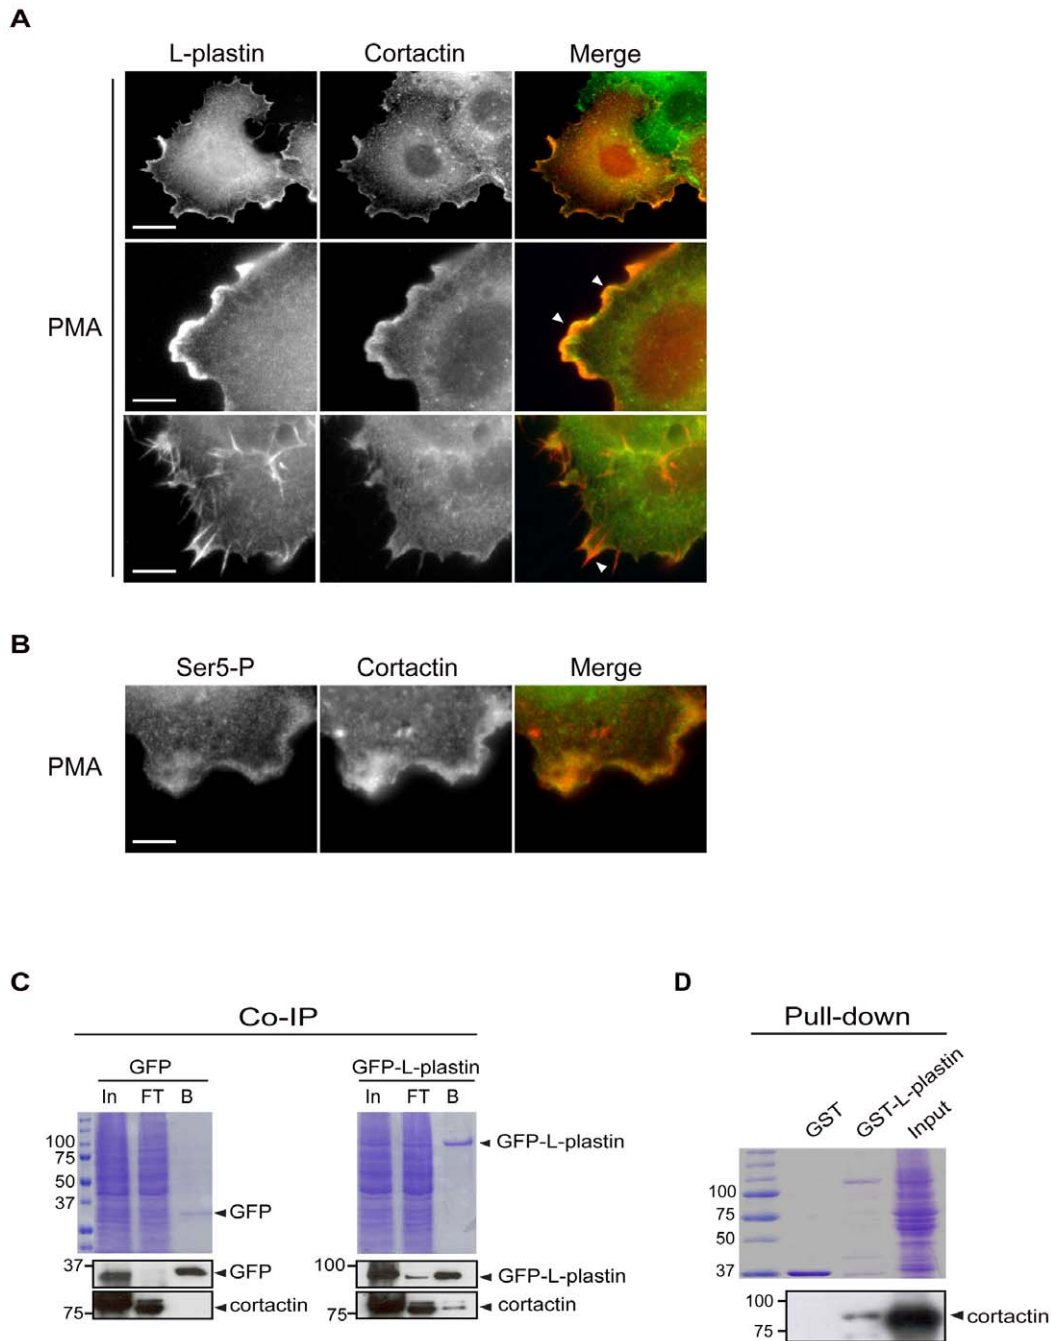 A
L-plastin Cortactin Merge
PMA
B
Ser5-P Cortactin Merge
PMA
C
Co-IP
GFP
In FT B
100
75
50
37
GFP
37
GFP
75
cortactin
GFP-L-plastin
In FT B
GFP-L-plastin
100
GFP-L-plastin
75
cortactin
D
Pull-down
GST
GST-L-plastin
Input
100
75
50
37
100
75
cortactin